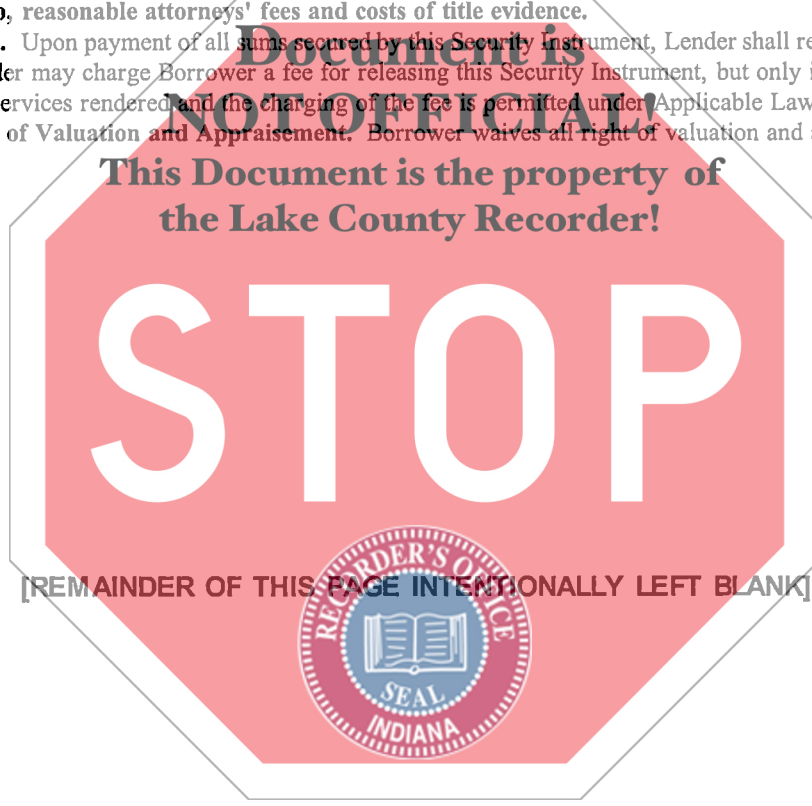 , reasonable attorneys' fees and costs of title evidence.
. Upon payment of all sums secured by this Security Instrument, Lender shall re
er may charge Borrower a fee for releasing this Security Instrument, but only i
ervices rendered and the charging of the fee is permitted under Applicable Law
of Valuation and Appraisement. Borrower waives all right of valuation and a
Document is
NOT OFFICIAL!
This Document is the property of
the Lake County Recorder!
STOP
[REMAINDER OF THIS PAGE INTENTIONALLY LEFT BLANK]
RECORDER'S OFFICE
SEAL
INDIANA